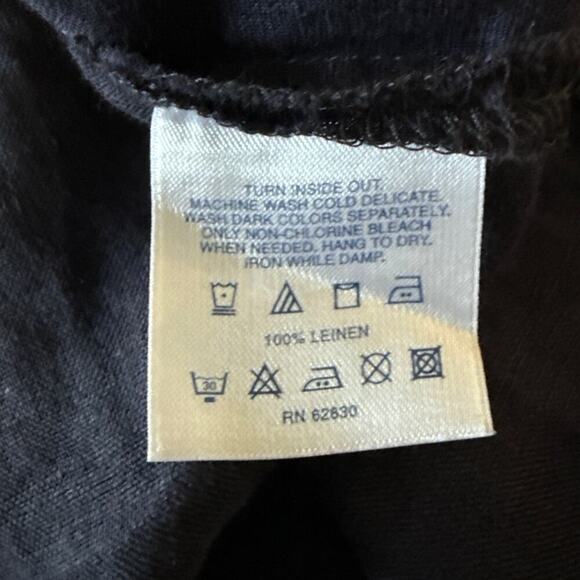 TURN INSIDE OUT.
MACHINE WASH COLD DELICATE.
WASH DARK COLORS SEPARATELY.
ONLY NON-CHLORINE BLEACH
WHEN NEEDED. HANG TO DRY.
IRON WHILE DAMP.
100% LEINEN
30
RN 62830